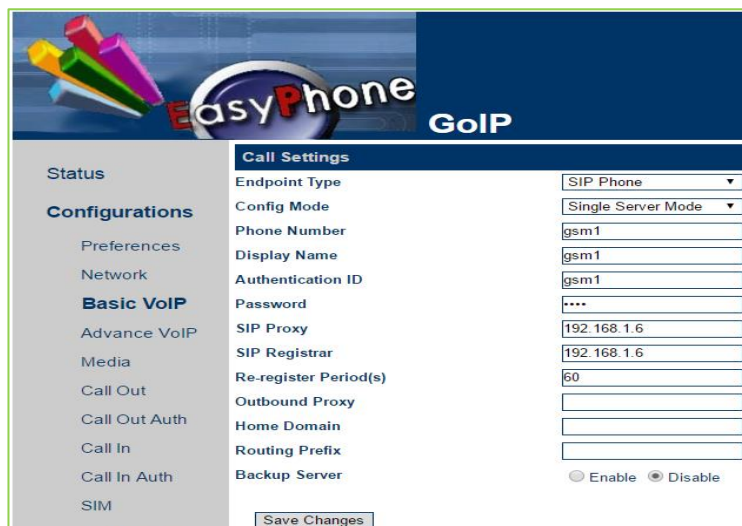 EasyPhone
GoIP
Status
Configurations
Preferences
Network
Basic VoIP
Advance VoIP
Media
Call Out
Call Out Auth
Call In
Call In Auth
SIM
Call Settings
Endpoint Type SIP Phone
Config Mode Single Server Mode
Phone Number gsm1
Display Name gsm1
Authentication ID gsm1
Password ••••
SIP Proxy 192.168.1.6
SIP Registrar 192.168.1.6
Re-register Period(s) 60
Outbound Proxy
Home Domain
Routing Prefix
Backup Server Enable Disable
Save Changes